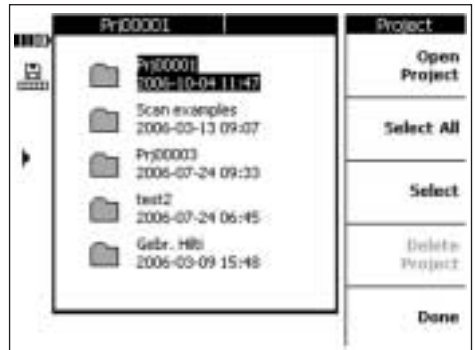 Prj00001
Prj00001
2006-10-04 11:47
Scan examples
2006-03-13 09:07
Prj00003
2006-07-24 09:33
test2
2006-07-24 06:45
Gebr. Hilti
2006-03-09 15:48
Project
Open
Project
Select All
Select
Delete
Project
Done